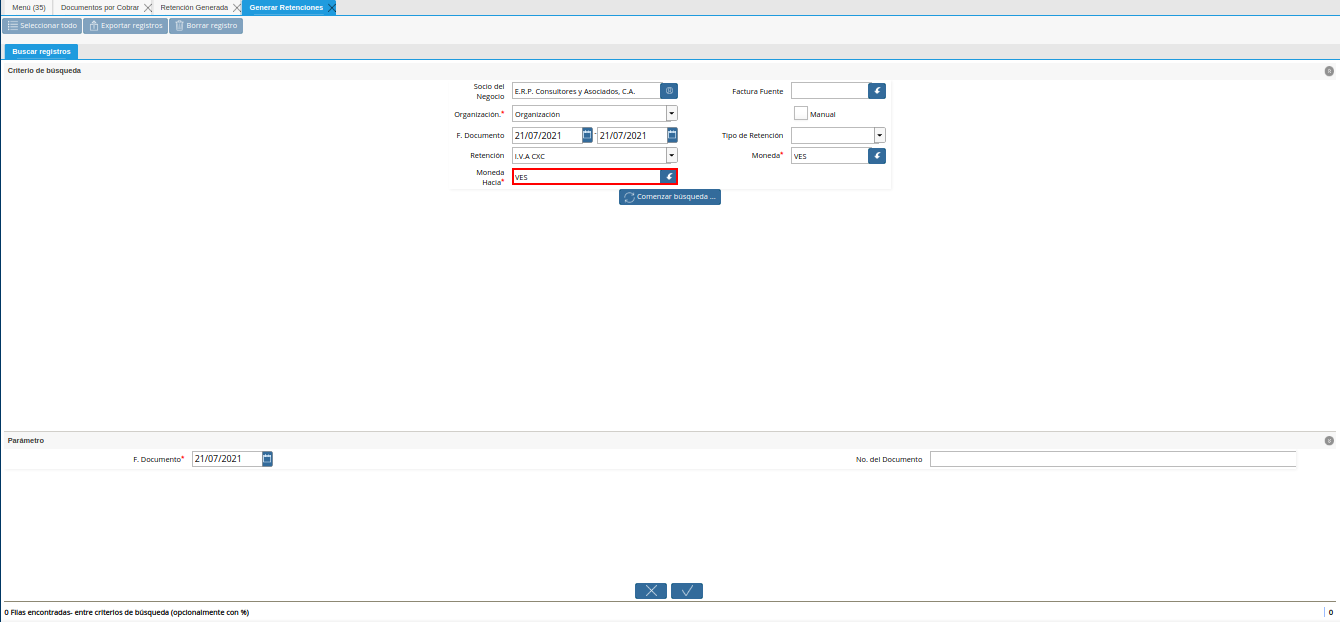 Menú (35) Documentos por Cobrar Retención Generada Generar Retenciones
Seleccionar todo Exportar registros Borrar registro
Buscar registros
Criterio de búsqueda
Socio del Negocio E.R.P. Consultores y Asociados, C.A. Factura Fuente
Organización.* Organización Manual
F. Documento 21/07/2021 - 21/07/2021 Tipo de Retención
Retención I.V.A CXC Moneda* VES
Moneda Hacia* VES
Comenzar búsqueda ...
Parámetro
F. Documento* 21/07/2021 No. del Documento
0 Filas encontradas- entre criterios de búsqueda (opcionalmente con %) 0